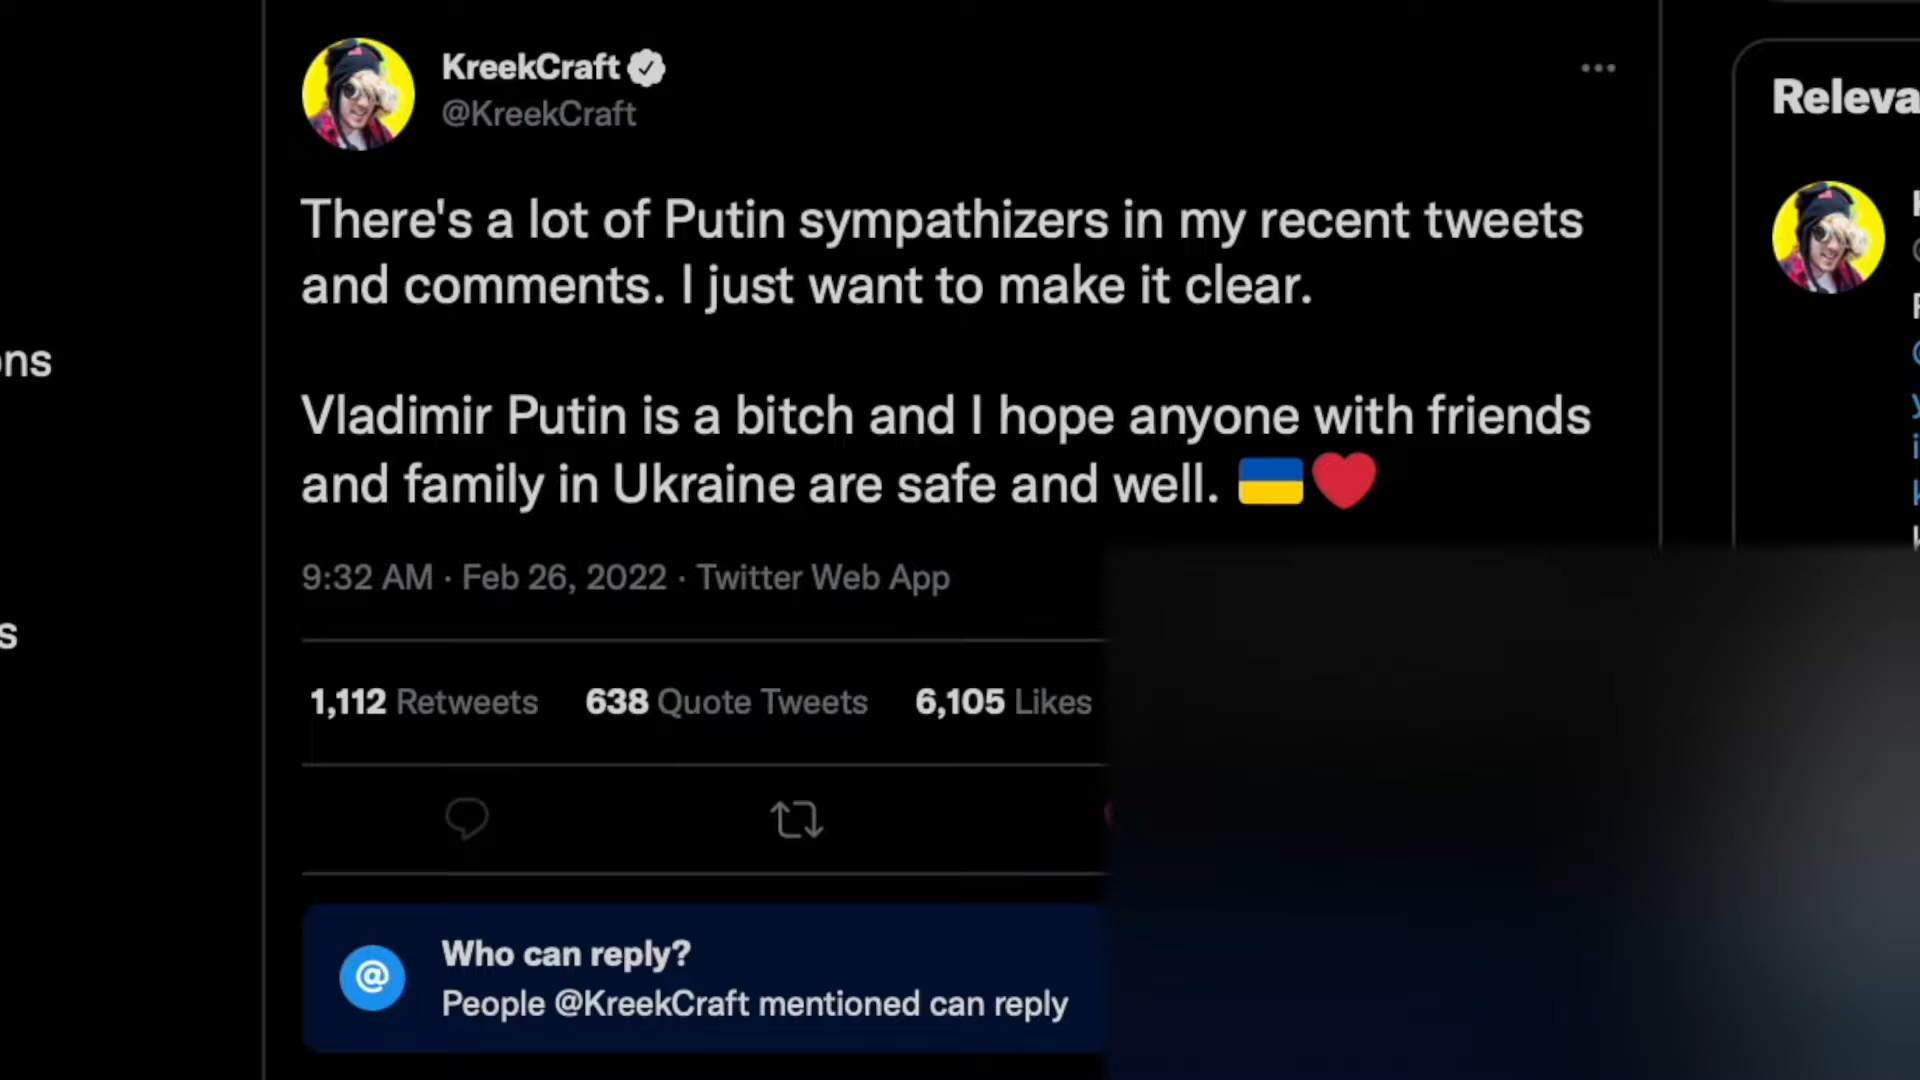 KreekCraft
@KreekCraft
There's a lot of Putin sympathizers in my recent tweets
and comments. I just want to make it clear.
Vladimir Putin is a bitch and I hope anyone with friends
and family in Ukraine are safe and well. 🇺🇦❤️
9:32 AM · Feb 26, 2022 · Twitter Web App
1,112 Retweets 638 Quote Tweets 6,105 Likes
@
Who can reply?
People @KreekCraft mentioned can reply